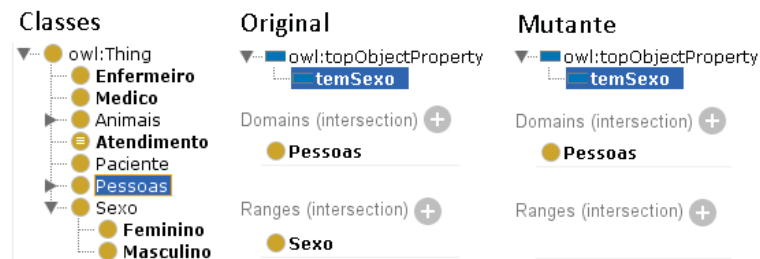 Classes
owl:Thing
Enfermeiro
Medico
Animais
Atendimento
Paciente
Pessoas
Sexo
Feminino
Masculino
Original
owl:topObjectProperty
temSexo
Domains (intersection)
Pessoas
Ranges (intersection)
Sexo
Mutante
owl:topObjectProperty
temSexo
Domains (intersection)
Pessoas
Ranges (intersection)